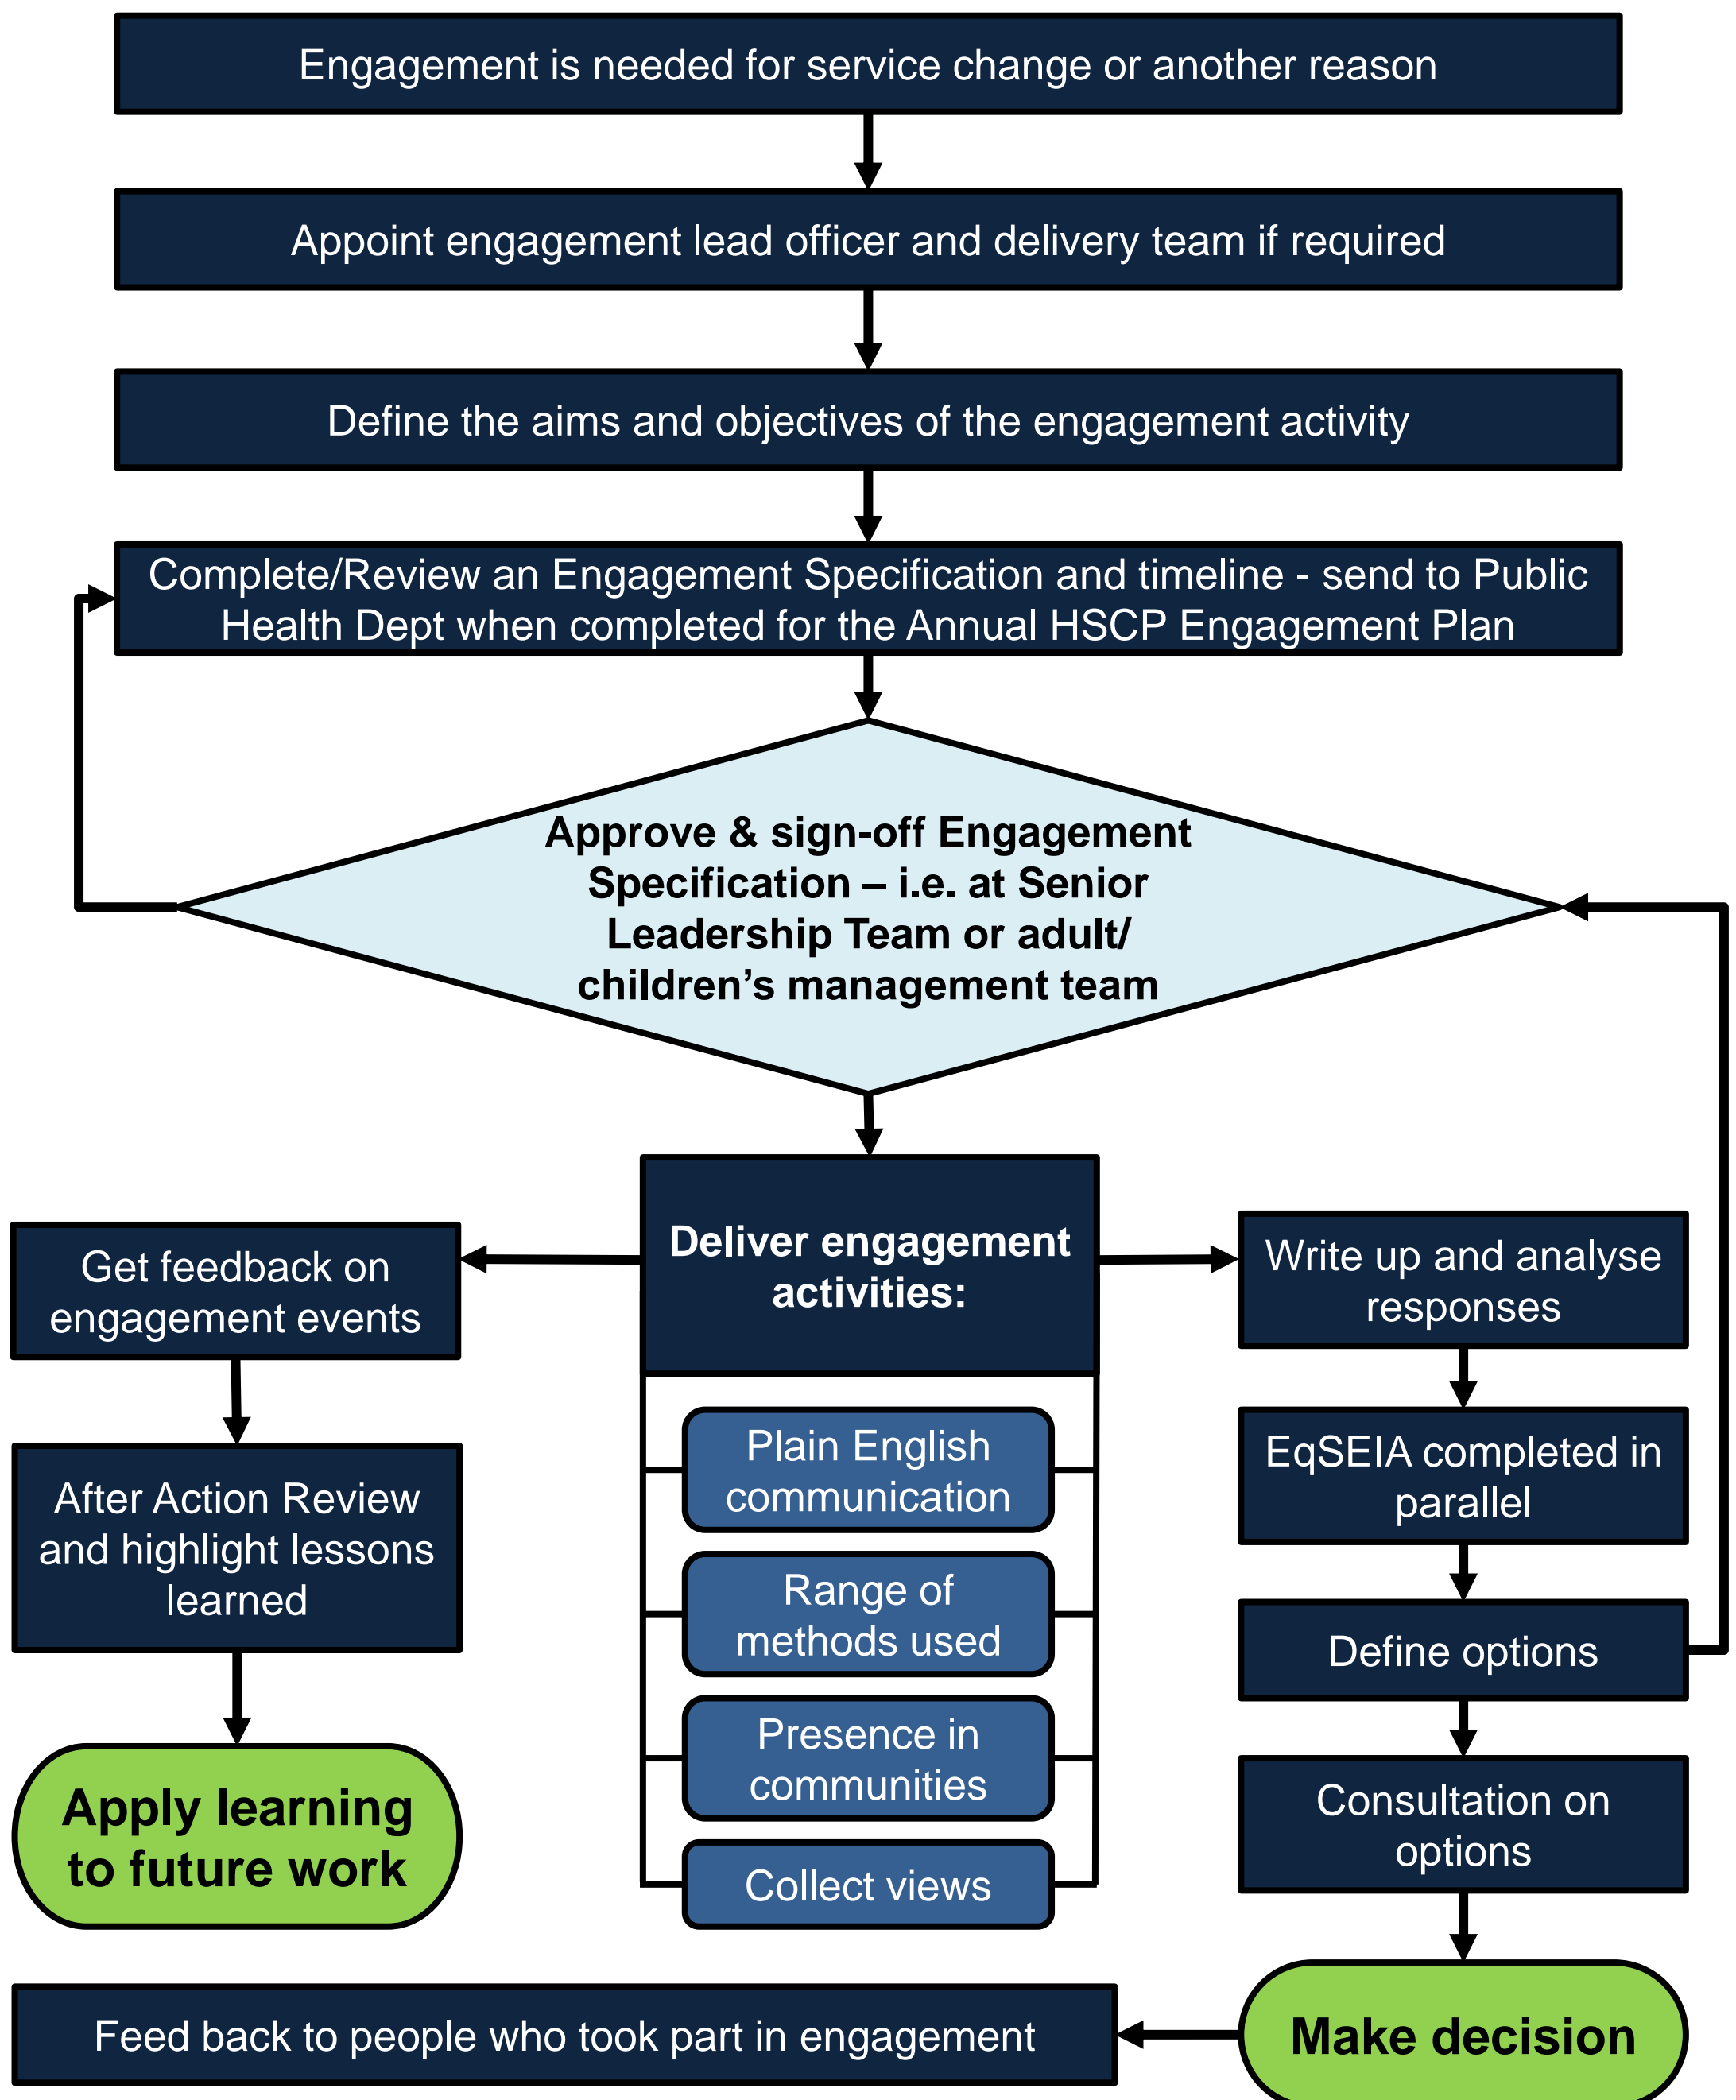 Engagement is needed for service change or another reason
Appoint engagement lead officer and delivery team if required
Define the aims and objectives of the engagement activity
Complete/Review an Engagement Specification and timeline - send to Public
Health Dept when completed for the Annual HSCP Engagement Plan
Approve & sign-off Engagement
Specification – i.e. at Senior
Leadership Team or adult/
children’s management team
Deliver engagement
activities:
Plain English
communication
Range of
methods used
Presence in
communities
Collect views
Get feedback on
engagement events
After Action Review
and highlight lessons
learned
Apply learning
to future work
Write up and analyse
responses
EqSEIA completed in
parallel
Define options
Consultation on
options
Make decision
Feed back to people who took part in engagement